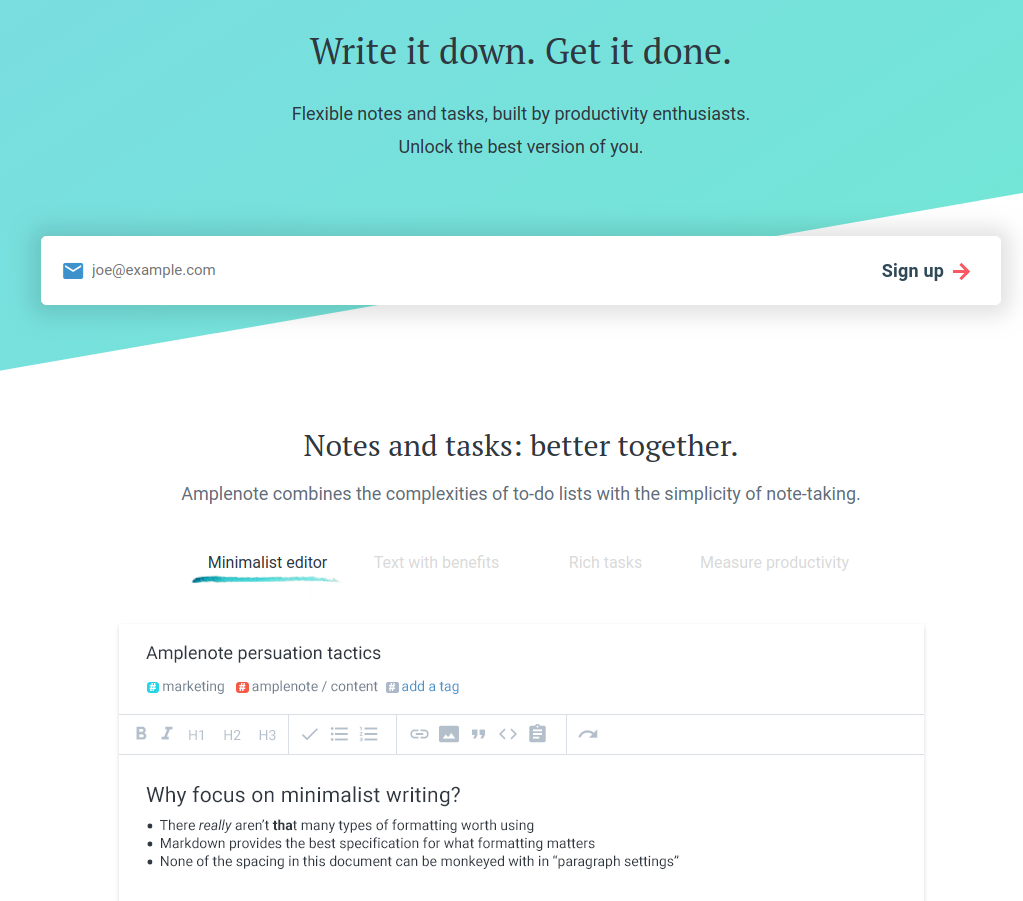 Write it down. Get it done.
Flexible notes and tasks, built by productivity enthusiasts.
Unlock the best version of you.
joe@example.com
Sign up
Notes and tasks: better together.
Amplenote combines the complexities of to-do lists with the simplicity of note-taking.
Minimalist editor Text with benefits Rich tasks Measure productivity
Amplenote persuation tactics
# marketing # amplenote / content # add a tag
B I H1 H2 H3
Why focus on minimalist writing?
• There really aren’t that many types of formatting worth using
• Markdown provides the best specification for what formatting matters
• None of the spacing in this document can be monkeyed with in “paragraph settings”